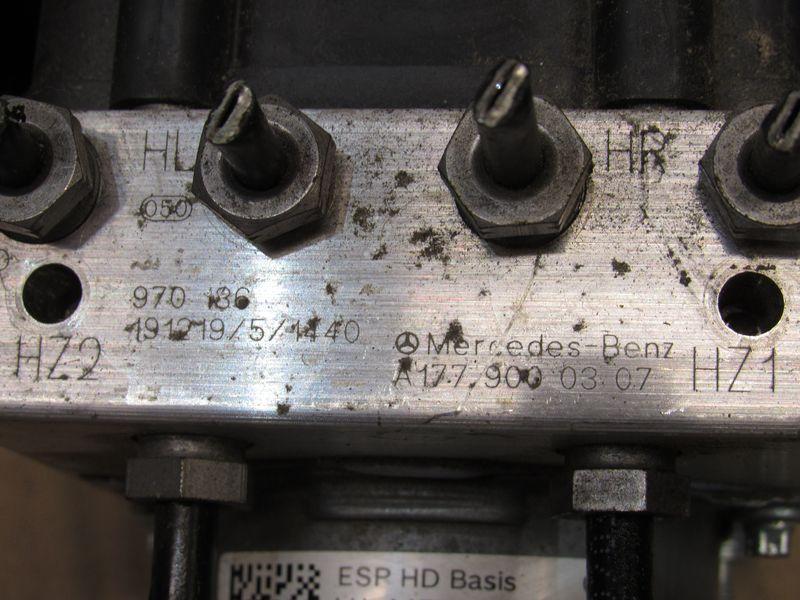 HL
HR
050
970 136
191219/5/1440
HZ2
Mercedes-Benz
A177 900 03 07
HZ1
ESP HD Basis